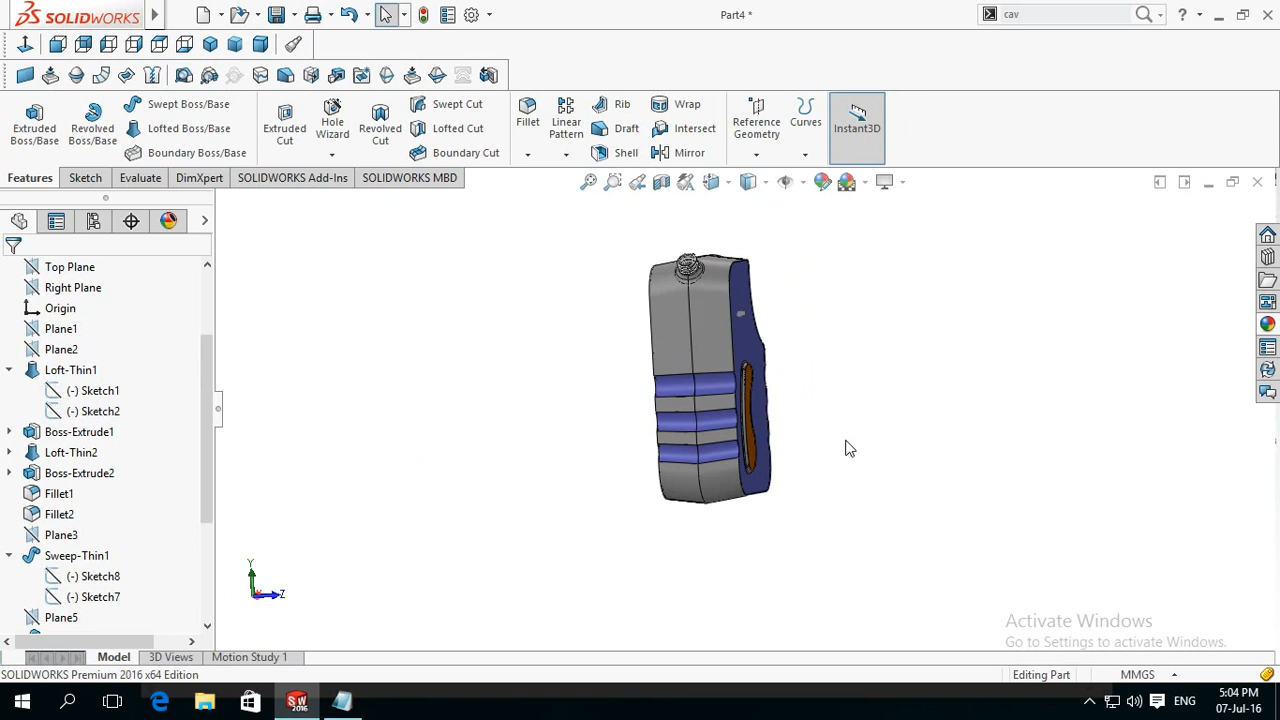 SOLIDWORKS
Part4 *
cav
?
Extruded Boss/Base
Revolved Boss/Base
Swept Boss/Base
Lofted Boss/Base
Boundary Boss/Base
Extruded Cut
Hole Wizard
Revolved Cut
Swept Cut
Lofted Cut
Boundary Cut
Fillet
Linear Pattern
Rib
Draft
Shell
Wrap
Intersect
Mirror
Reference Geometry
Curves
Instant3D
Features
Sketch
Evaluate
DimXpert
SOLIDWORKS Add-Ins
SOLIDWORKS MBD
Top Plane
Right Plane
Origin
Plane1
Plane2
Loft-Thin1
(-) Sketch1
(-) Sketch2
Boss-Extrude1
Loft-Thin2
Boss-Extrude2
Fillet1
Fillet2
Plane3
Sweep-Thin1
(-) Sketch8
(-) Sketch7
Plane5
Y
Z
Activate Windows
Go to Settings to activate Windows.
Model
3D Views
Motion Study 1
SOLIDWORKS Premium 2016 x64 Edition
Editing Part
MMGS
SW 2016
ENG
5:04 PM
07-Jul-16